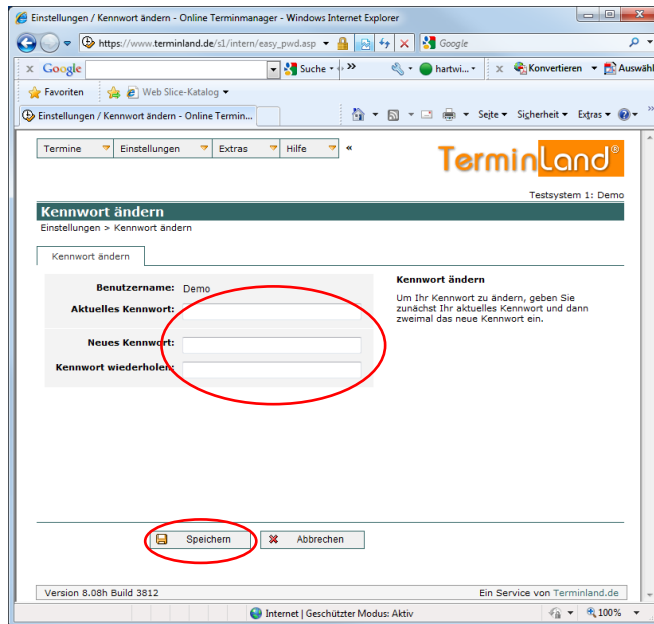 Einstellungen / Kennwort ändern - Online Terminmanager - Windows Internet Explorer
https://www.terminland.de/s1/intern/easy_pwd.asp
Google
x Google
Suche
»
hartwi...
x
Konvertieren
Auswähl
Favoriten
Web Slice-Katalog
Einstellungen / Kennwort ändern - Online Termin...
Seite
Sicherheit
Extras
»
Termine
Einstellungen
Extras
Hilfe
«
TerminLand®
Testsystem 1: Demo
Kennwort ändern
Einstellungen > Kennwort ändern
Kennwort ändern
Benutzername: Demo
Aktuelles Kennwort:
Neues Kennwort:
Kennwort wiederholen:
Kennwort ändern
Um Ihr Kennwort zu ändern, geben Sie
zunächst Ihr aktuelles Kennwort und dann
zweimal das neue Kennwort ein.
Speichern
Abbrechen
Version 8.08h Build 3812
Ein Service von Terminland.de
Internet | Geschützter Modus: Aktiv
100%